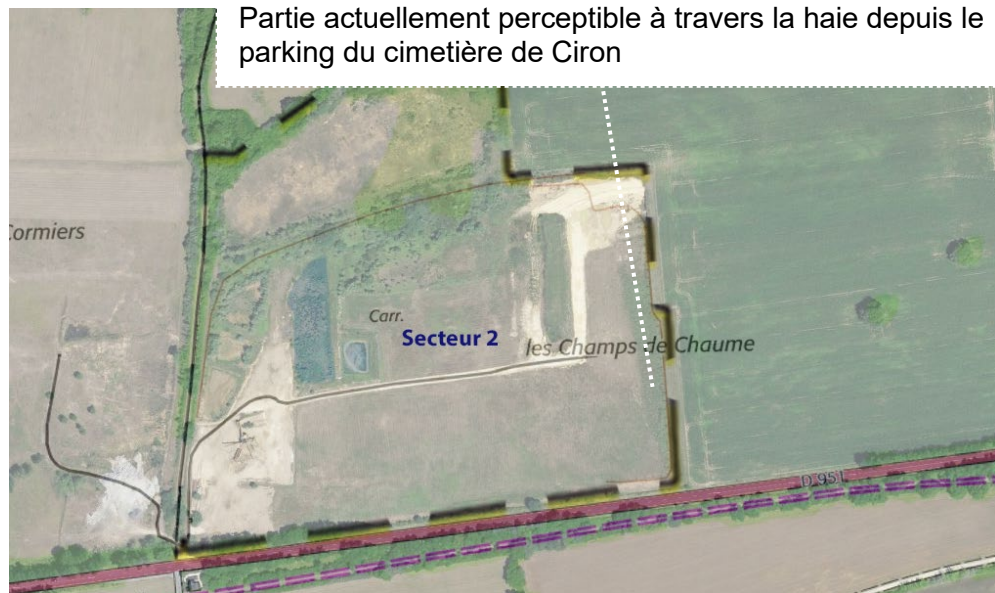 Partie actuellement perceptible à travers la haie depuis le
parking du cimetière de Ciron
Cormiers
Carr.
Secteur 2
les Champs de Chaume
D 951